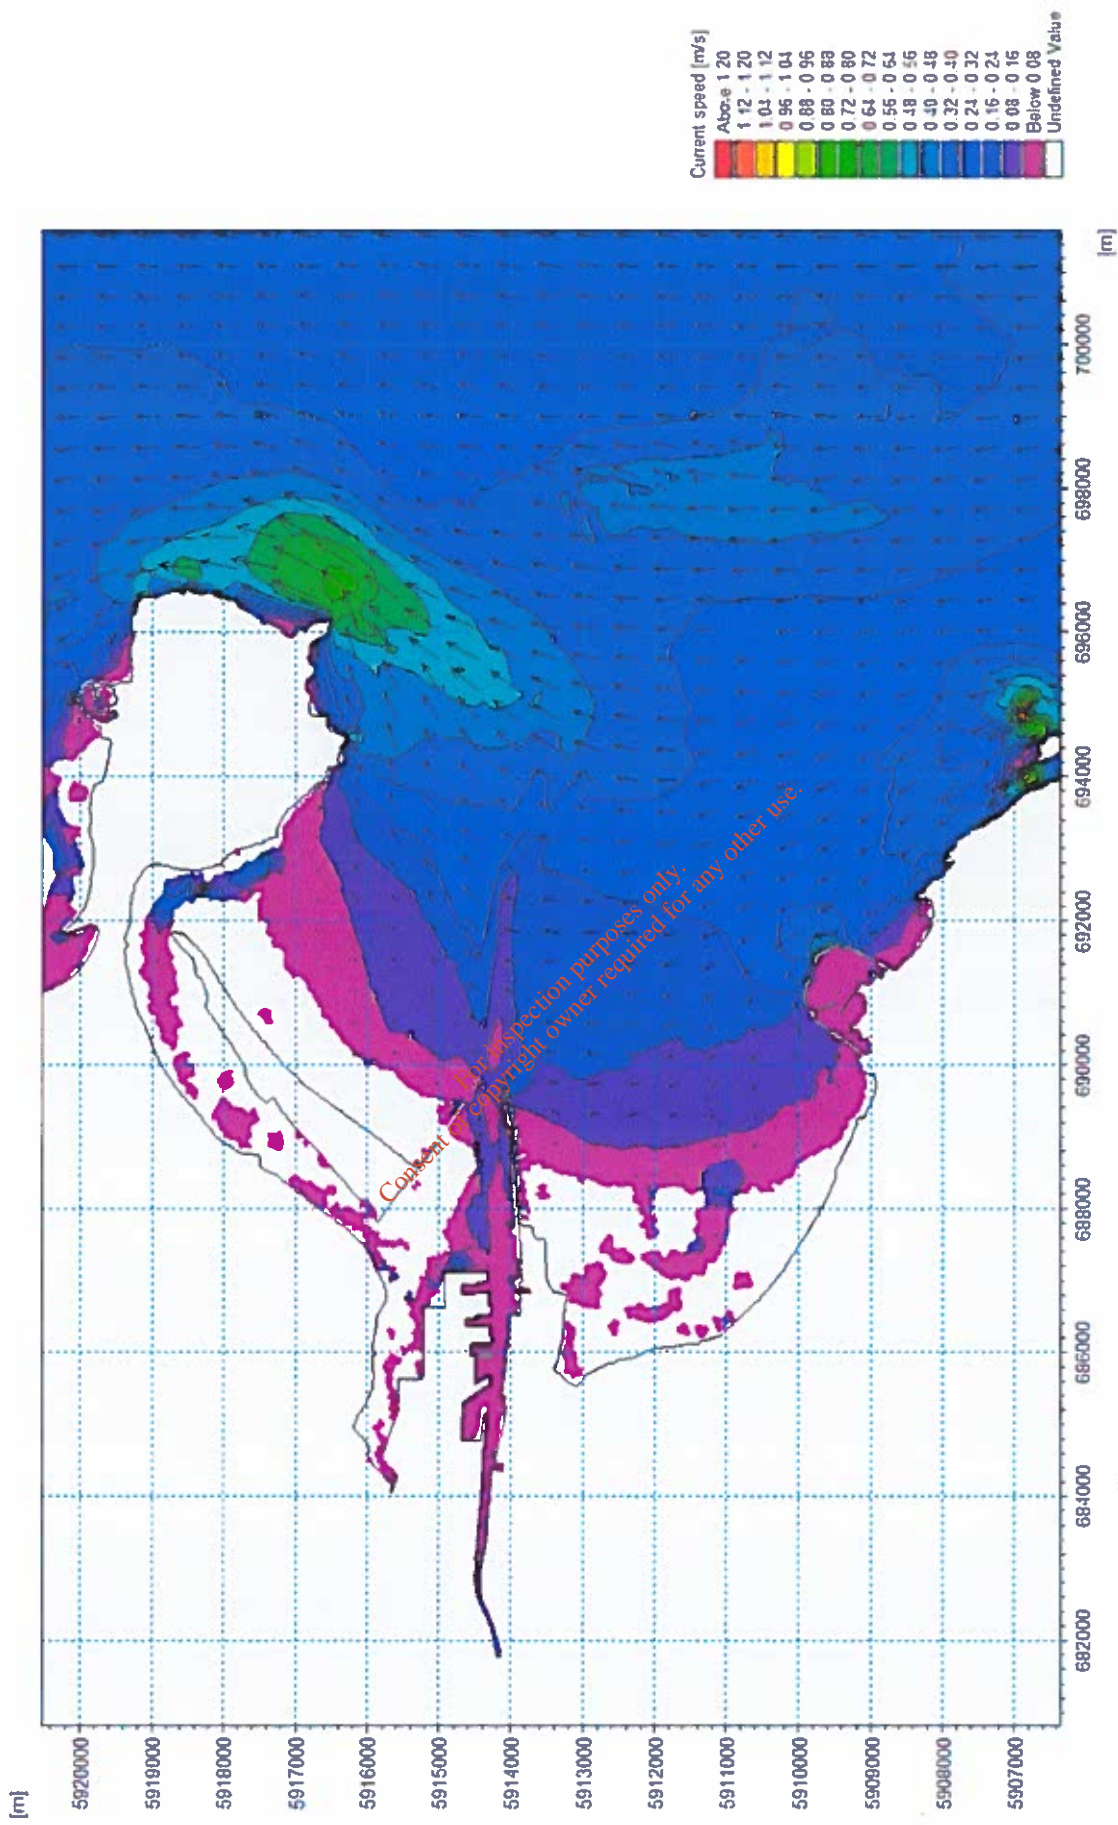 Current speed [m/s]
Above 1.20
1.12 - 1.20
1.04 - 1.12
0.96 - 1.04
0.88 - 0.96
0.80 - 0.88
0.72 - 0.80
0.64 - 0.72
0.56 - 0.64
0.48 - 0.56
0.40 - 0.48
0.32 - 0.40
0.24 - 0.32
0.16 - 0.24
0.08 - 0.16
Below 0.08
Undefined Value
[m]
5920000
5919000
5918000
5917000
5916000
5915000
5914000
5913000
5912000
5911000
5910000
5909000
5908000
5907000
682000
684000
686000
688000
690000
692000
694000
696000
698000
700000
[m]
For inspection purposes only.
Consent of copyright owner required for any other use.